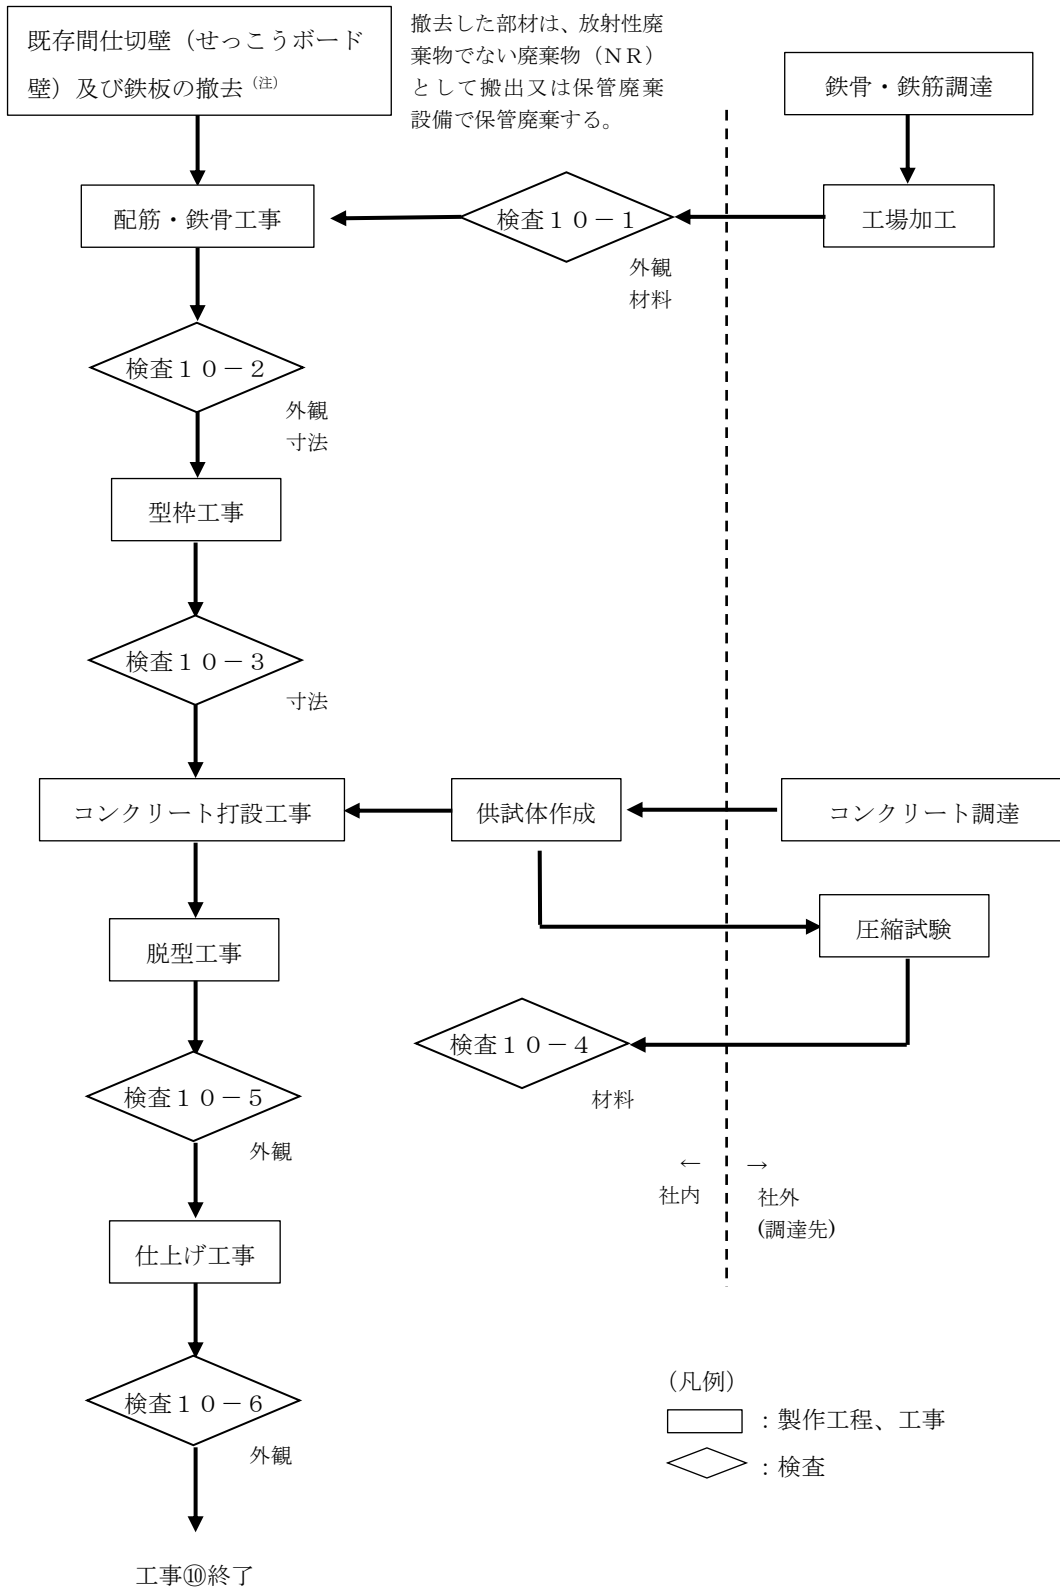 既存間仕切壁（せっこうボード
壁）及び鉄板の撤去（注）
撤去した部材は、放射性廃
棄物でない廃棄物（ＮＲ）
として搬出又は保管廃棄
設備で保管廃棄する。
鉄骨・鉄筋調達
配筋・鉄骨工事
検査１０－１
工場加工
外観
材料
検査１０－２
外観
寸法
型枠工事
検査１０－３
寸法
コンクリート打設工事
供試体作成
コンクリート調達
脱型工事
圧縮試験
検査１０－４
材料
検査１０－５
外観
← →
社内 社外
(調達先)
仕上げ工事
検査１０－６
外観
（凡例）
：製作工程、工事
：検査
工事⑩終了